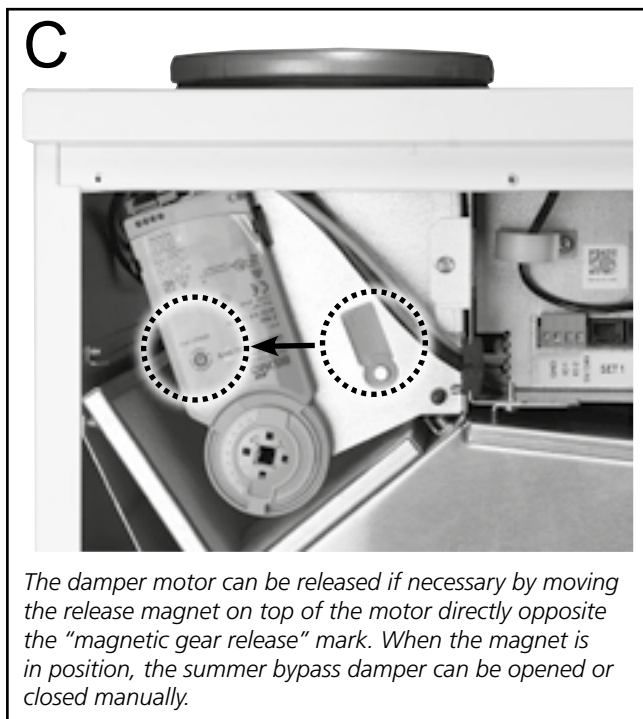 C
SET 1
The damper motor can be released if necessary by moving
the release magnet on top of the motor directly opposite
the “magnetic gear release” mark. When the magnet is
in position, the summer bypass damper can be opened or
closed manually.